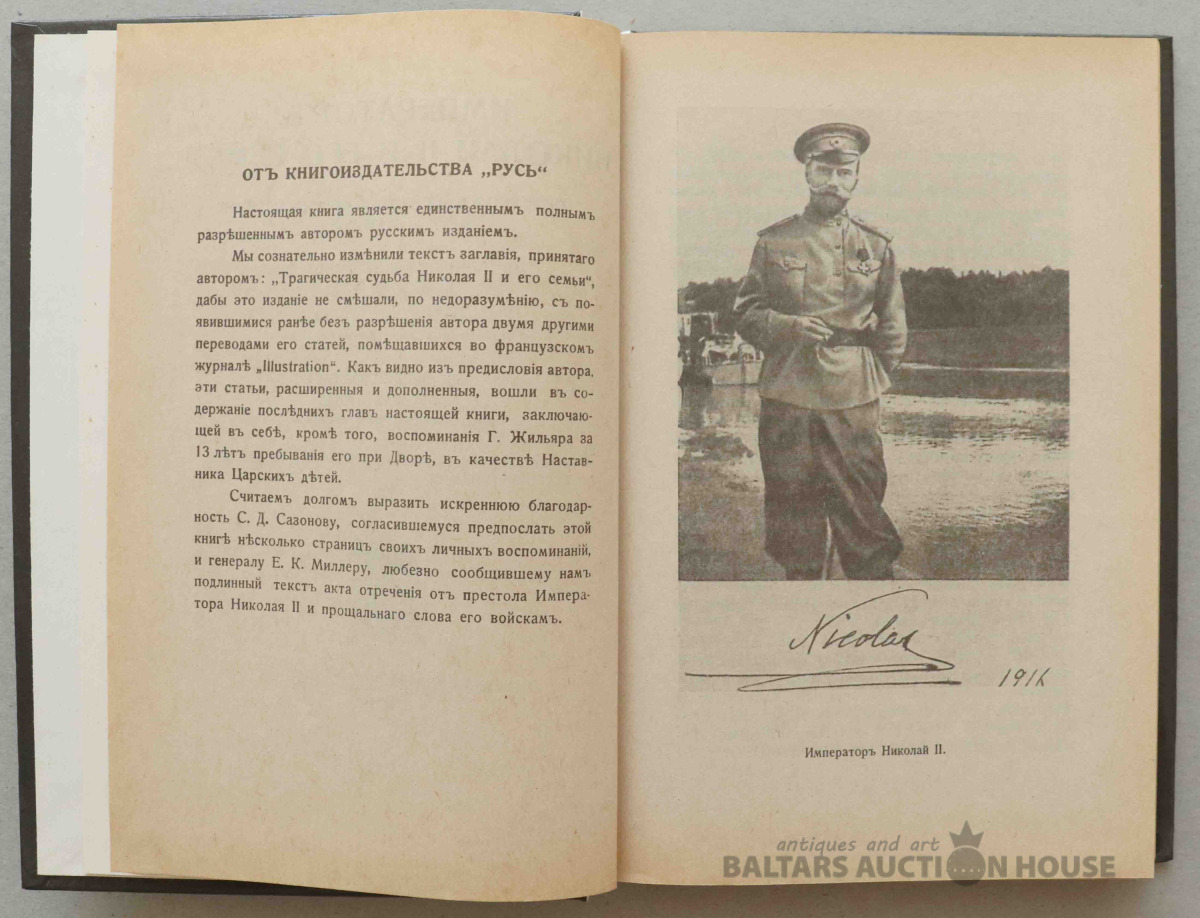 ОТЪ КНИГОИЗДАТЕЛЬСТВА „РУСЬ“
Настоящая книга является единственнымъ полнымъ
разрѣшеннымъ авторомъ русскимъ изданіемъ.
Мы сознательно измѣнили текстъ заглавія, принятаго
авторомъ: „Трагическая судьба Николая II и его семьи“,
дабы это изданіе не смѣшали, по недоразумѣнію, съ по-
явившимися ранѣе безъ разрѣшенія автора двумя другими
переводами его статей, помѣщавшихся во французскомъ
журналѣ „Illustration“. Какъ видно изъ предисловія автора,
эти статьи, расширенныя и дополненныя, вошли въ со-
держаніе послѣднихъ главъ настоящей книги, заключаю-
щей въ себѣ, кромѣ того, воспоминанія Г. Жильяра за
13 лѣтъ пребыванія его при Дворѣ, въ качествѣ Настав-
ника Царскихъ дѣтей.
Считаемъ долгомъ выразить искреннюю благодар-
ность С. Д. Сазонову, согласившемуся предпослать этой
книгѣ нѣсколько страницъ своихъ личныхъ воспоминаній,
и генералу Е. К. Миллеру, любезно сообщившему намъ
подлинный текстъ акта отреченія отъ престола Импера-
тора Николая II и прощальнаго слова его войскамъ.
Nicolas
191
Императоръ Николай II.
antiques and art
BALTARS AUCTION HOUSE